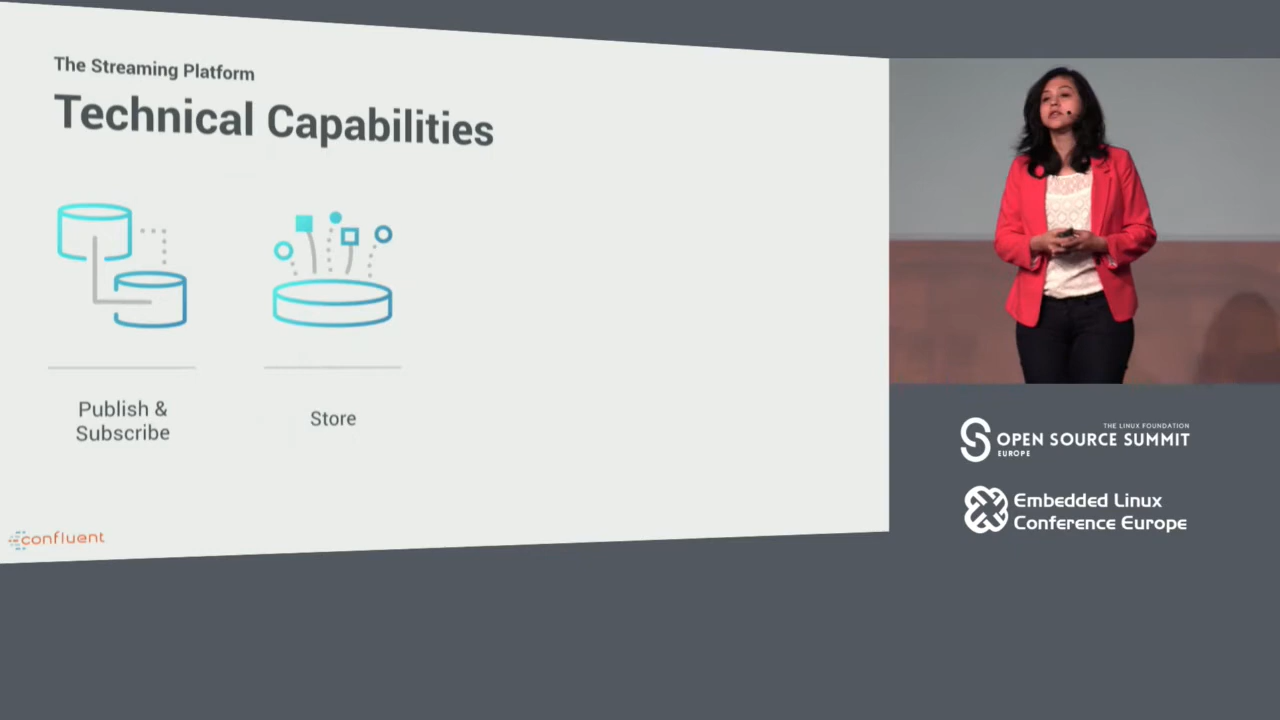 The Streaming Platform
Technical Capabilities
Publish &
Subscribe
Store
confluent
THE LINUX FOUNDATION
OPEN SOURCE SUMMIT
EUROPE
Embedded Linux
Conference Europe